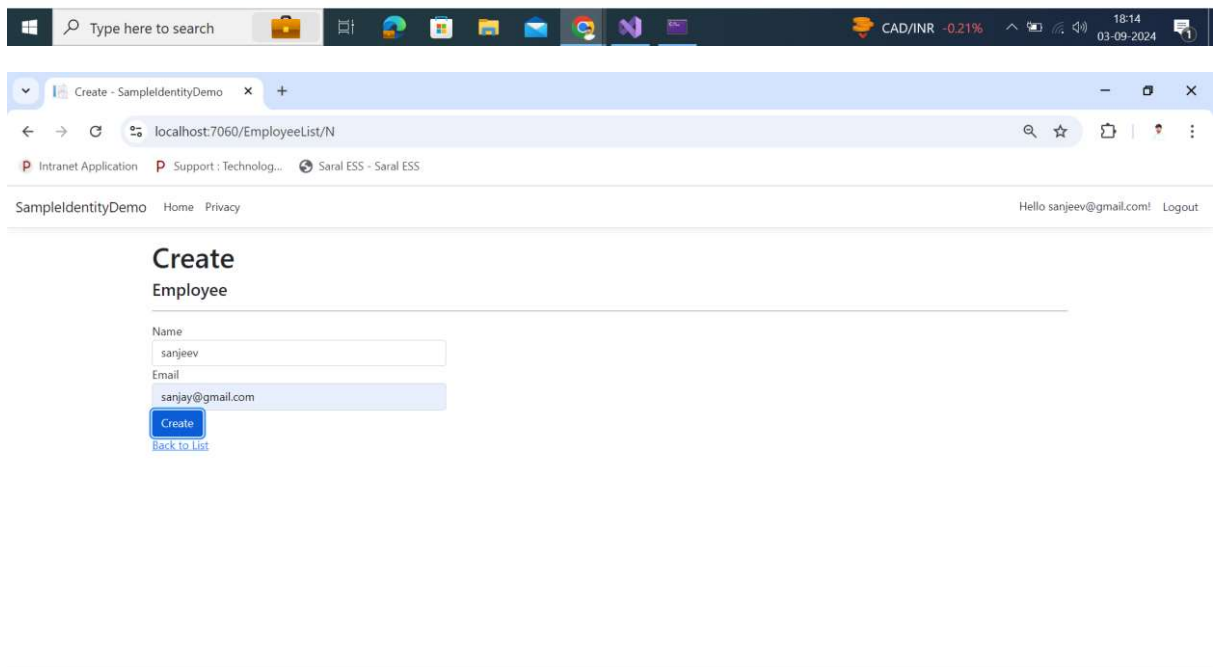 Type here to search
CAD/INR -0.21%
18:14
03-09-2024
1
Create - SampleIdentityDemo
localhost:7060/EmployeeList/N
Intranet Application
Support : Technolog...
Saral ESS - Saral ESS
SampleIdentityDemo Home Privacy Hello sanjeev@gmail.com! Logout
Create
Employee
Name
sanjeev
Email
sanjay@gmail.com
Create
Back to List